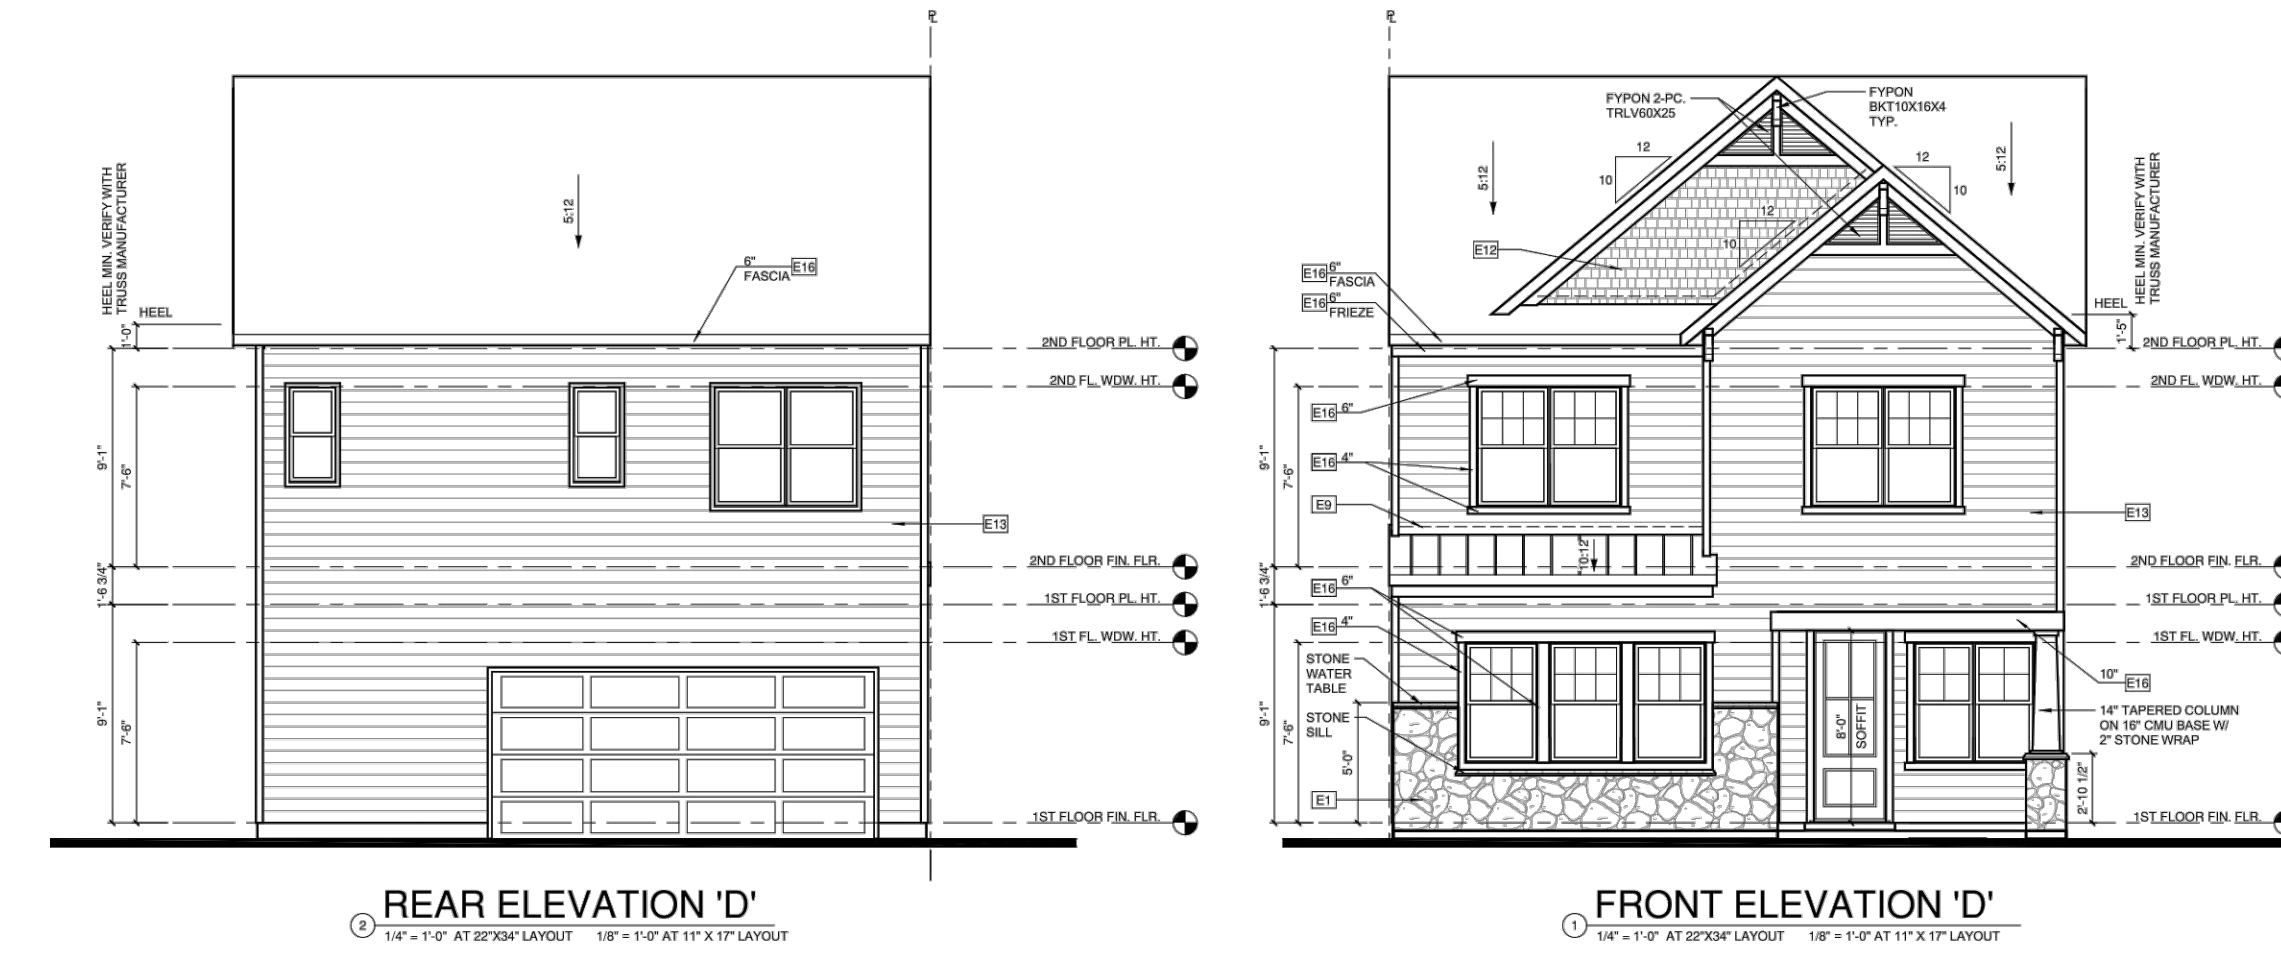 PL
HEEL MIN. VERIFY WITH
TRUSS MANUFACTURER
HEEL
1'-0"
5:12
6"
FASCIA
E16
2ND FLOOR PL. HT.
2ND FL. WDW. HT.
9'-1"
7'-6"
E13
2ND FLOOR FIN. FLR.
1'-6 3/4"
1ST FLOOR PL. HT.
1ST FL. WDW. HT.
9'-1"
7'-6"
1ST FLOOR FIN. FLR.
2
REAR ELEVATION 'D'
1/4" = 1'-0" AT 22"X34" LAYOUT
1/8" = 1'-0" AT 11" X 17" LAYOUT
PL
FYPON 2-PC.
TRLV60X25
FYPON
BKT10X16X4
TYP.
5:12
12
10
12
10
5:12
12
10
E12
HEEL MIN. VERIFY WITH
TRUSS MANUFACTURER
HEEL
1'-5"
E16
6"
FASCIA
E16
6"
FRIEZE
2ND FLOOR PL. HT.
2ND FL. WDW. HT.
E16
6"
9'-1"
7'-6"
E16
4"
E9
E13
10:12
2ND FLOOR FIN. FLR.
1'-6 3/4"
E16
6"
1ST FLOOR PL. HT.
E16
4"
1ST FL. WDW. HT.
STONE
WATER
TABLE
STONE
SILL
10"
E16
14" TAPERED COLUMN
ON 16" CMU BASE W/
2" STONE WRAP
9'-1"
7'-6"
5'-0"
8'-0"
SOFFIT
2'-10 1/2"
E1
1ST FLOOR FIN. FLR.
1
FRONT ELEVATION 'D'
1/4" = 1'-0" AT 22"X34" LAYOUT
1/8" = 1'-0" AT 11" X 17" LAYOUT